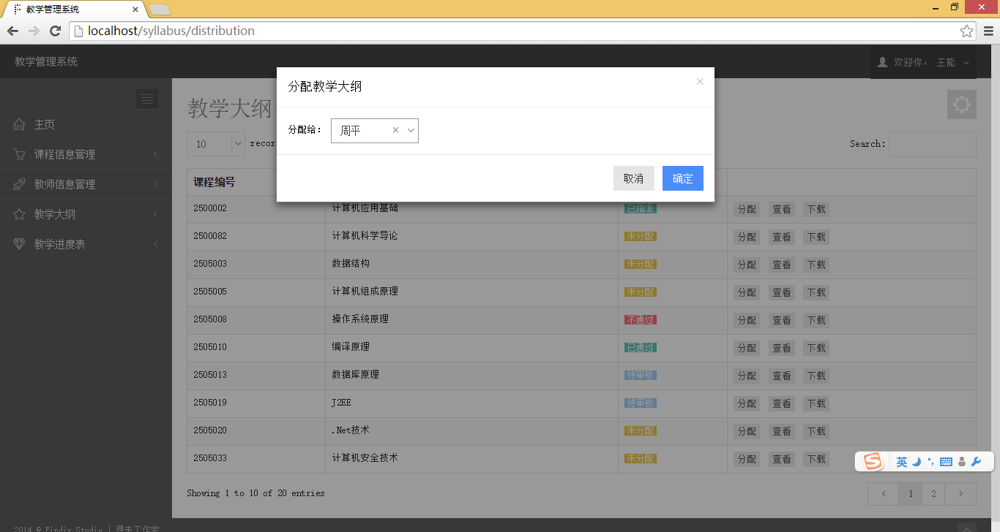 教学管理系统
localhost/syllabus/distribution
教学管理系统
欢迎你， 王能
分配教学大纲
×
教学大纲
分配给： 周平
主页
10 recor
Search:
课程信息管理
取消 确定
课程编号
教师信息管理
2500002 计算机应用基础 已指派 分配 查看 下载
教学大纲
2500082 计算机科学导论 未分配 分配 查看 下载
教学进度表
2505003 数据结构 未分配 分配 查看 下载
2505005 计算机组成原理 未分配 分配 查看 下载
2505008 操作系统原理 不通过 分配 查看 下载
2505010 编译原理 已通过 分配 查看 下载
2505013 数据库原理 待审核 分配 查看 下载
2505019 J2EE 待审核 分配 查看 下载
2505020 .Net技术 未分配 分配 查看 下载
2505033 计算机安全技术 未分配 分配 查看 下载
英
Showing 1 to 10 of 20 entries
1 2
2014 © Findix Studio | 寻未工作室